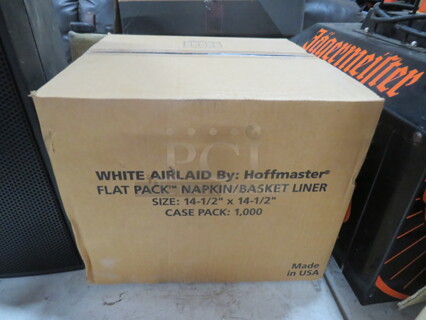 Jägermeister
PCI
WHITE AIRLAID By: Hoffmaster®
FLAT PACK™ NAPKIN/BASKET LINER
SIZE: 14-1/2" x 14-1/2"
CASE PACK: 1,000
Made
in USA